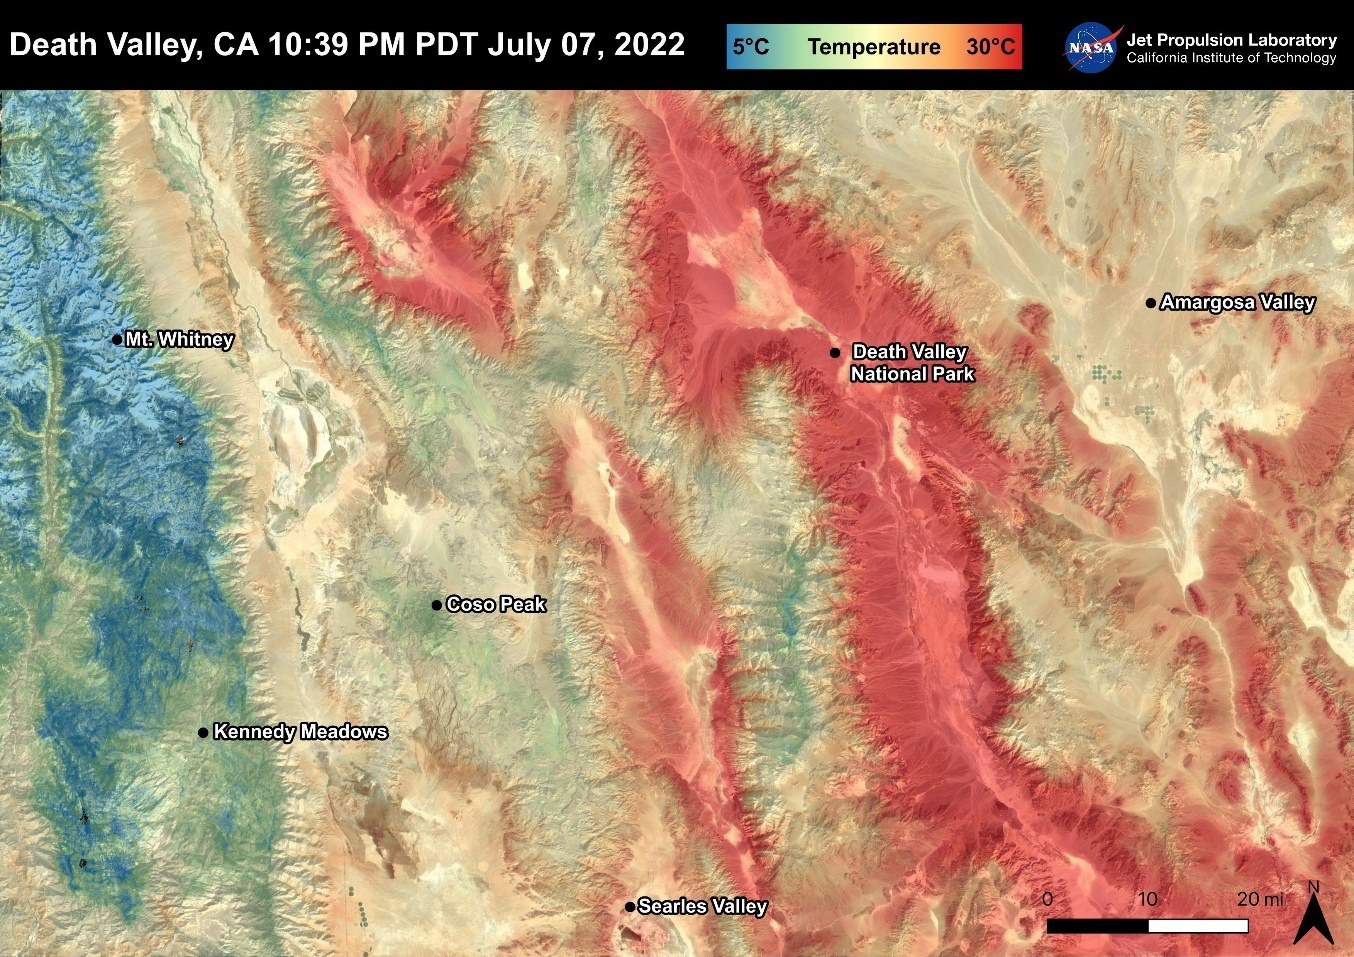 Death Valley, CA 10:39 PM PDT July 07, 2022
5°C Temperature 30°C
NASA
Jet Propulsion Laboratory
California Institute of Technology
Amargosa Valley
Mt. Whitney
Death Valley
National Park
Coso Peak
Kennedy Meadows
Searles Valley
0 10 20 mi
N